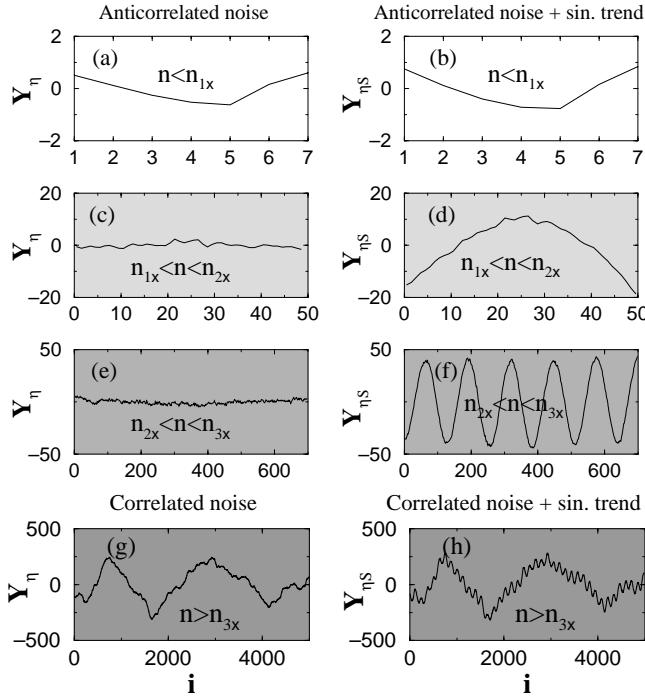 Anticorrelated noise
Anticorrelated noise + sin. trend
2
0
−2
Yη
(a)
n<n1x
1 2 3 4 5 6 7
2
0
−2
YηS
(b)
n<n1x
1 2 3 4 5 6 7
20
0
−20
Yη
(c)
n1x<n<n2x
0 10 20 30 40 50
20
0
−20
YηS
(d)
n1x<n<n2x
0 10 20 30 40 50
50
0
−50
Yη
(e)
n2x<n<n3x
0 200 400 600
50
0
−50
YηS
(f)
n2x<n<n3x
0 200 400 600
Correlated noise
Correlated noise + sin. trend
500
0
−500
Yη
(g)
n>n3x
0 2000 4000
i
500
0
−500
YηS
(h)
n>n3x
0 2000 4000
i